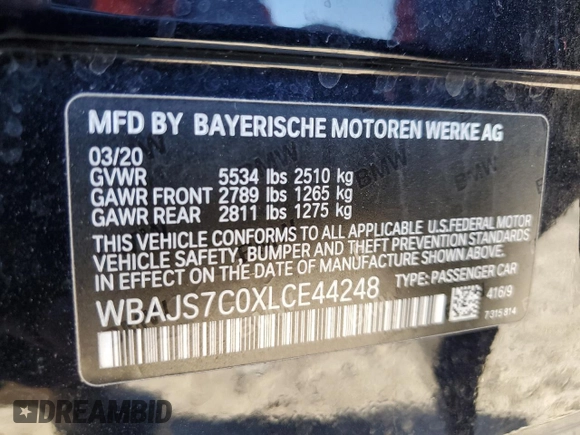 MFD BY BAYERISCHE MOTOREN WERKE AG
03/20
GVWR 5534 lbs 2510 kg
GAWR FRONT 2789 lbs 1265 kg
GAWR REAR 2811 lbs 1275 kg
THIS VEHICLE CONFORMS TO ALL APPLICABLE U.S.FEDERAL MOTOR
VEHICLE SAFETY, BUMPER AND THEFT PREVENTION STANDARDS
IN EFFECT ON THE DATE OF MANUFACTURE SHOWN ABOVE.
WBAJS7C0XLCE44248 TYPE: PASSENGER CAR
416/9
7315814
BMW
DREAMBID